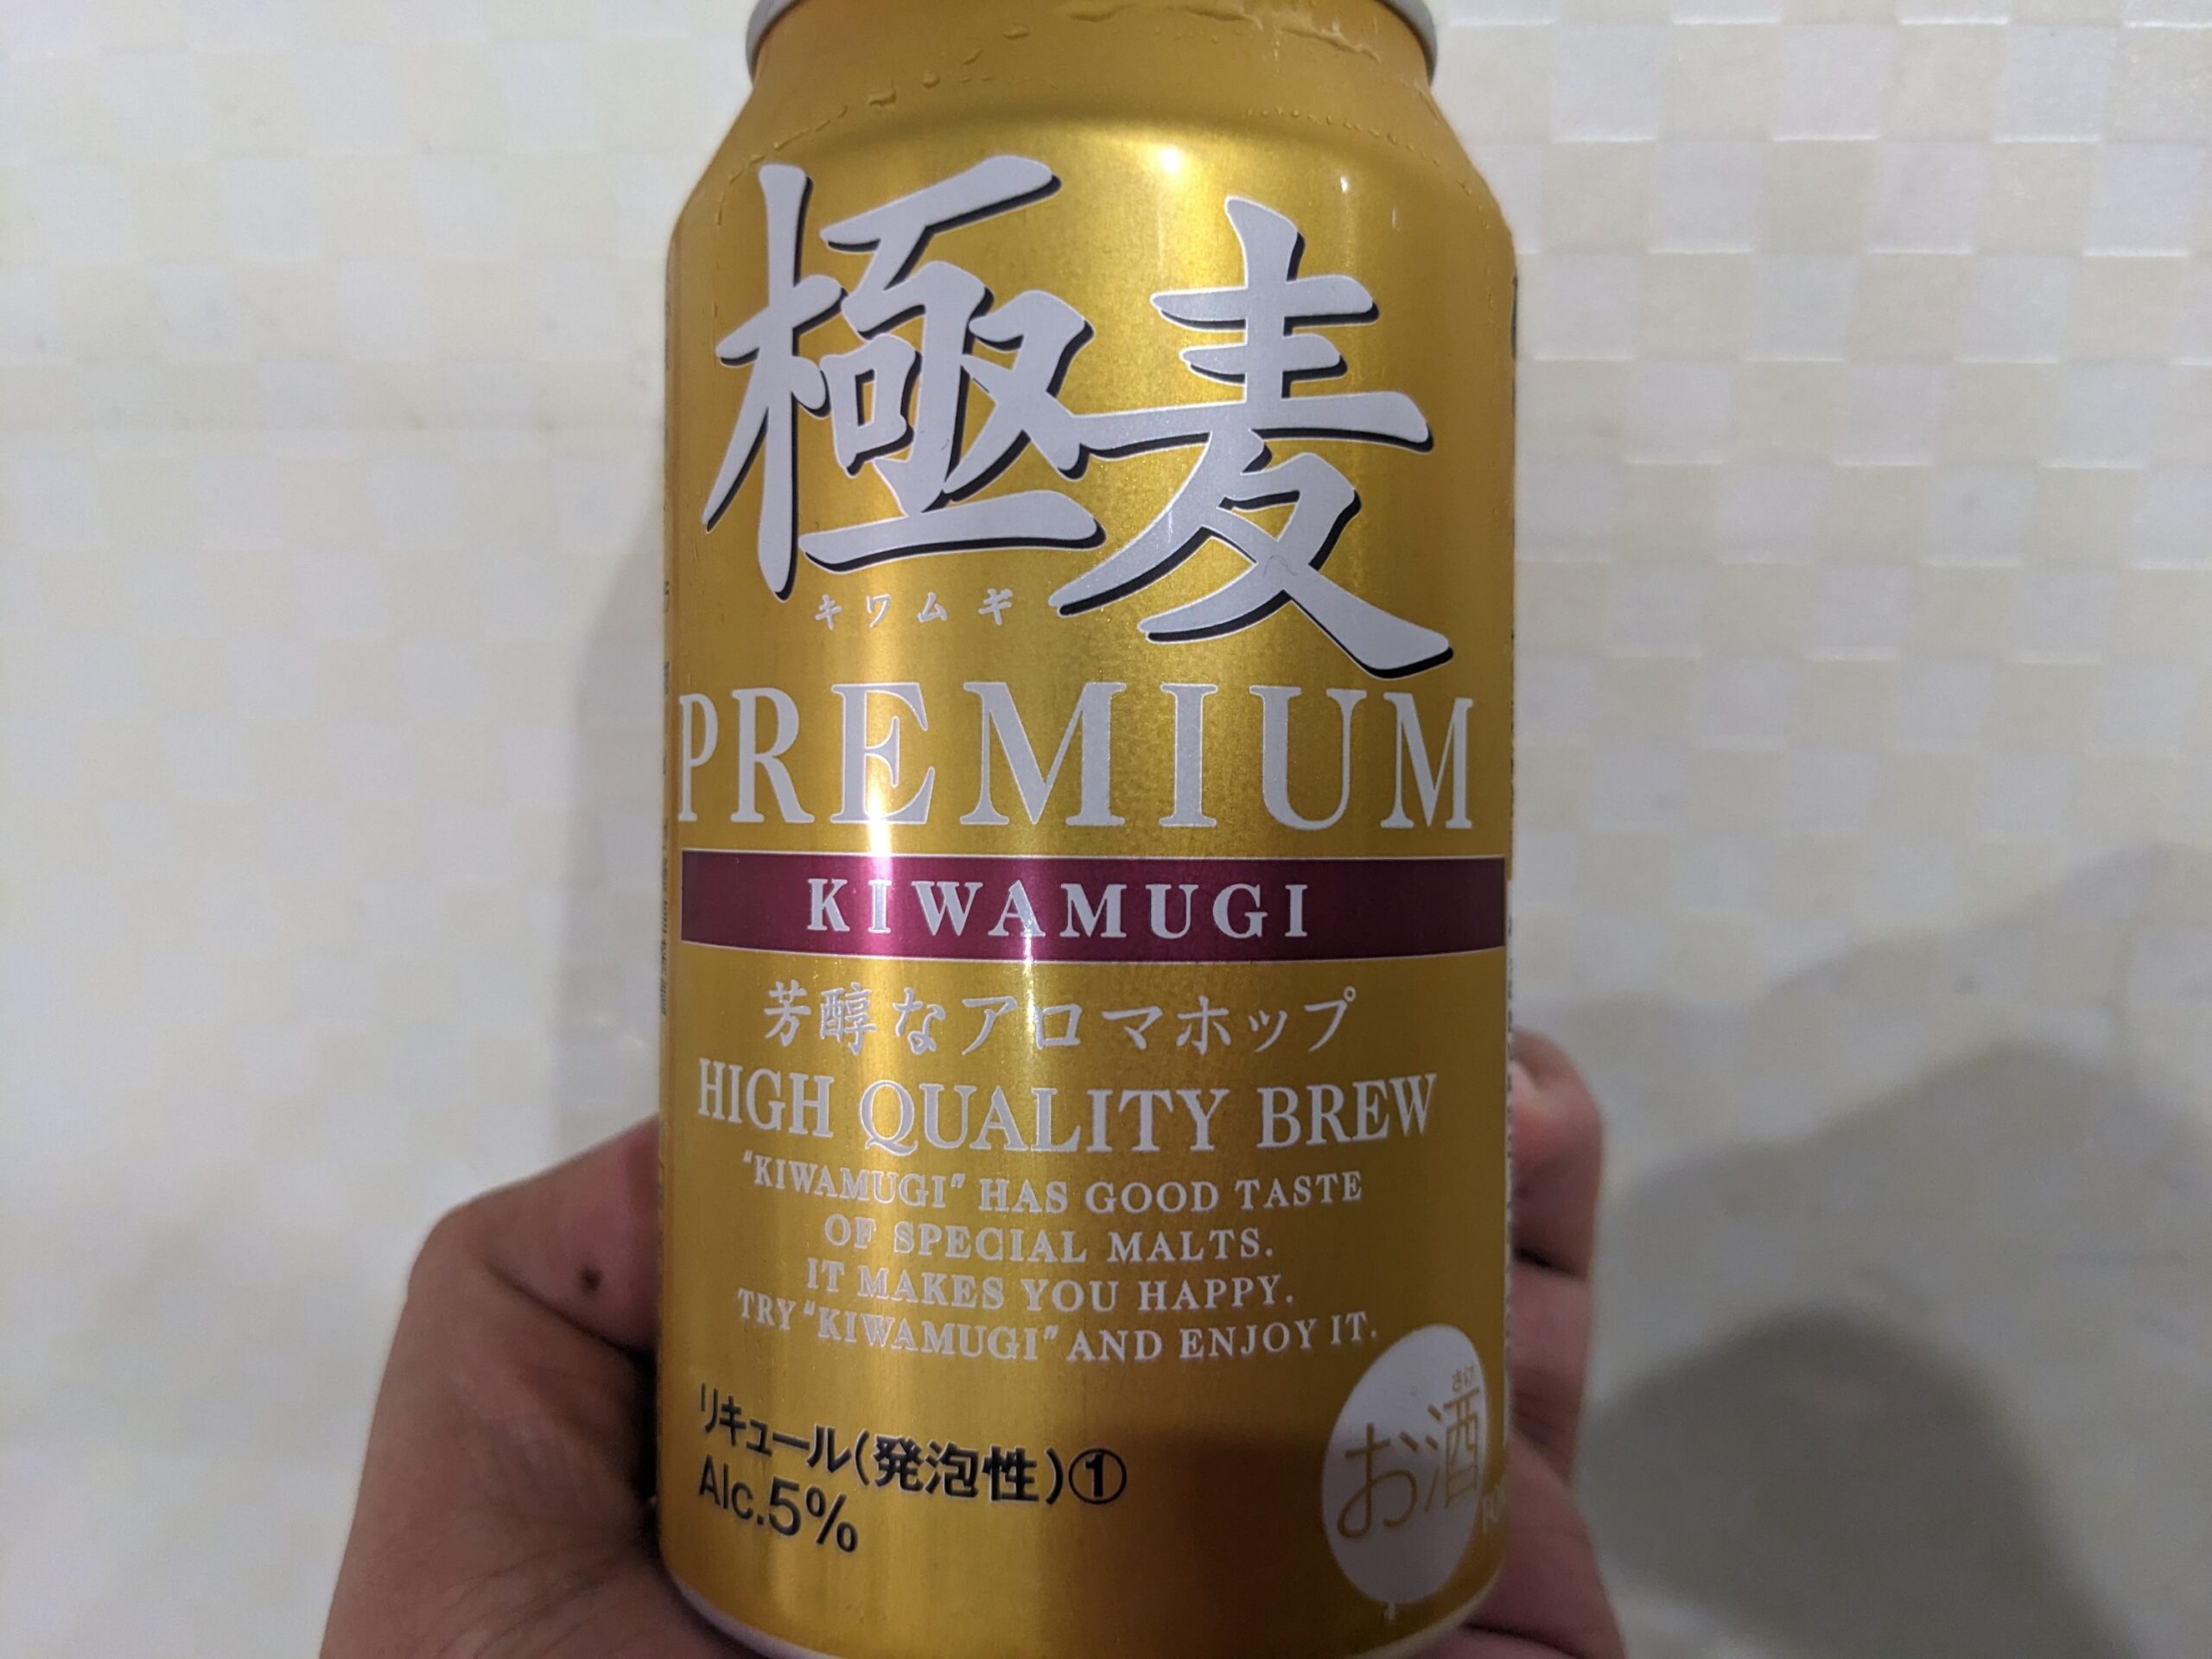 極麦
キワムギ
PREMIUM
KIWAMUGI
芳醇なアロマホップ
HIGH QUALITY BREW
"KIWAMUGI" HAS GOOD TASTE
OF SPECIAL MALTS.
IT MAKES YOU HAPPY.
TRY "KIWAMUGI" AND ENJOY IT.
リキュール(発泡性)①
Alc.5%
さけ
お酒